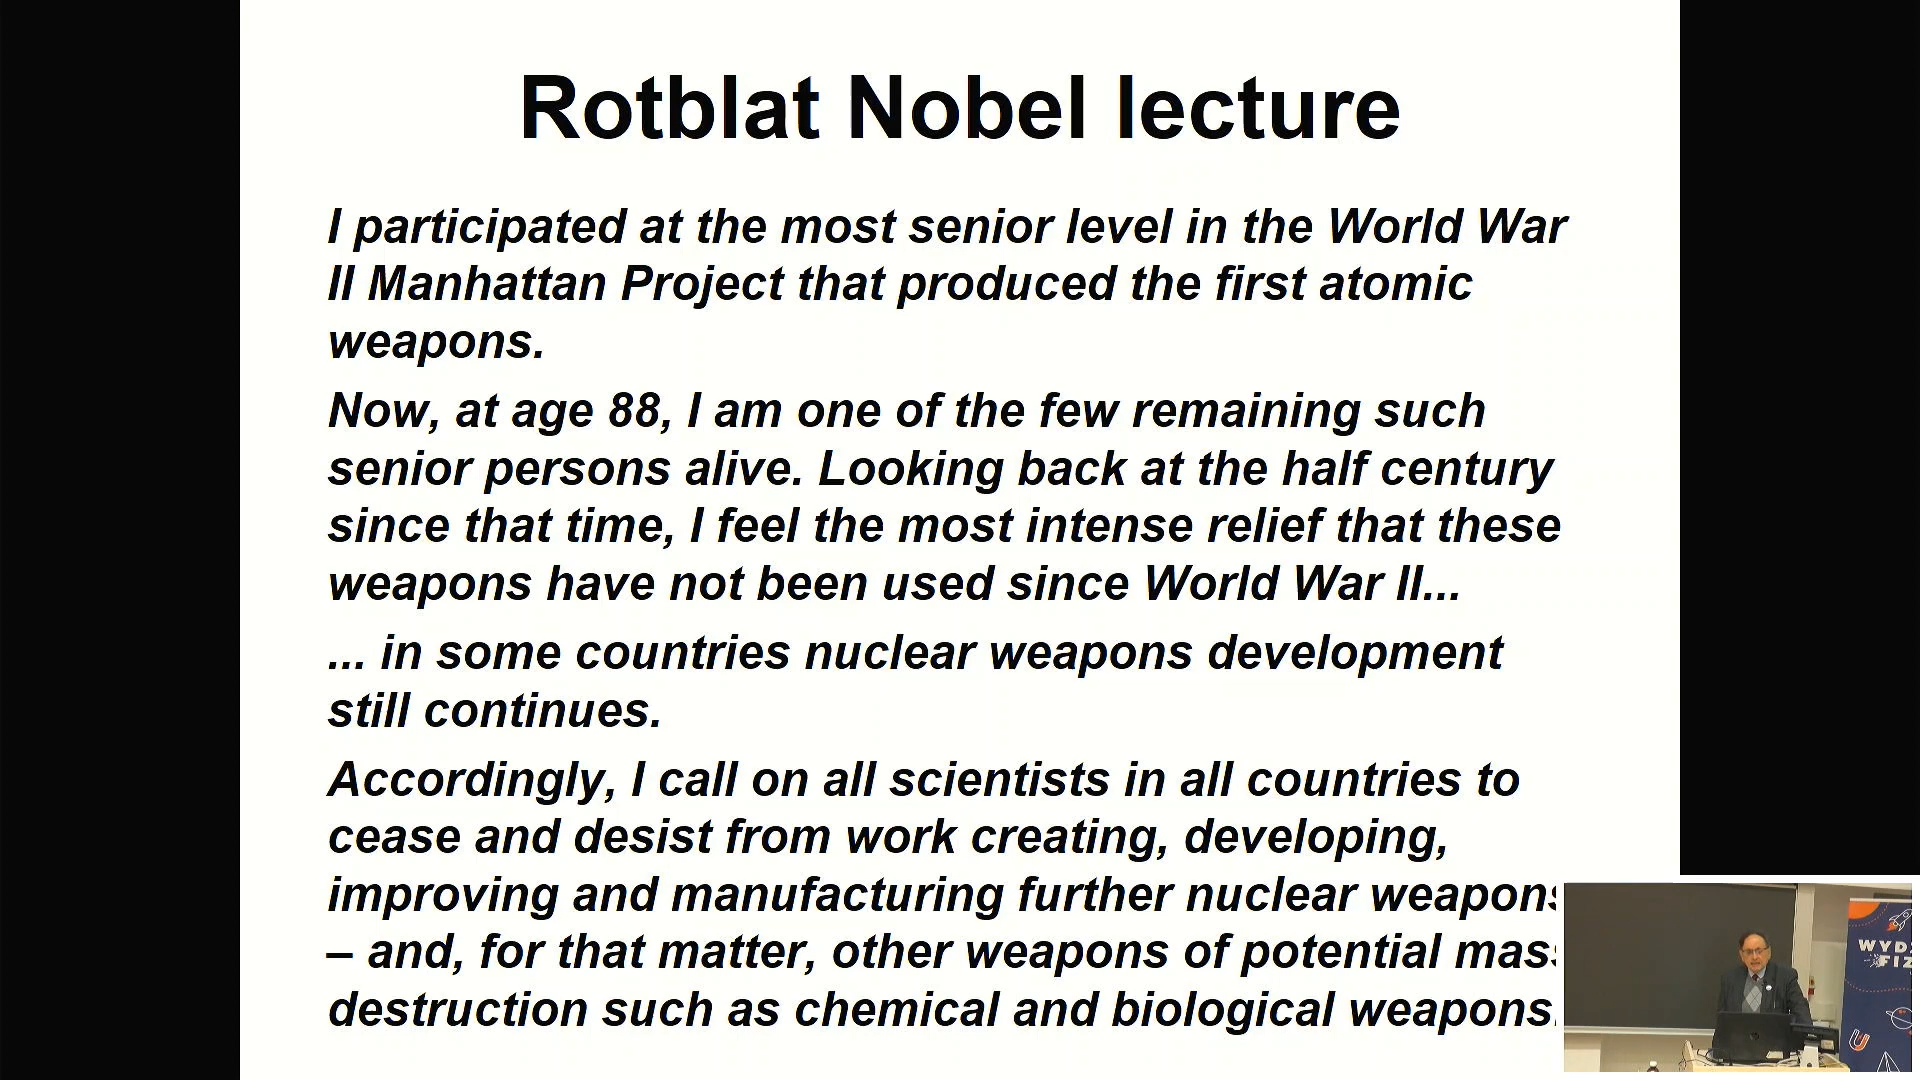 Rotblat Nobel lecture
I participated at the most senior level in the World War
II Manhattan Project that produced the first atomic
weapons.
Now, at age 88, I am one of the few remaining such
senior persons alive. Looking back at the half century
since that time, I feel the most intense relief that these
weapons have not been used since World War II...
... in some countries nuclear weapons development
still continues.
Accordingly, I call on all scientists in all countries to
cease and desist from work creating, developing,
improving and manufacturing further nuclear weapons
– and, for that matter, other weapons of potential mass
destruction such as chemical and biological weapons.